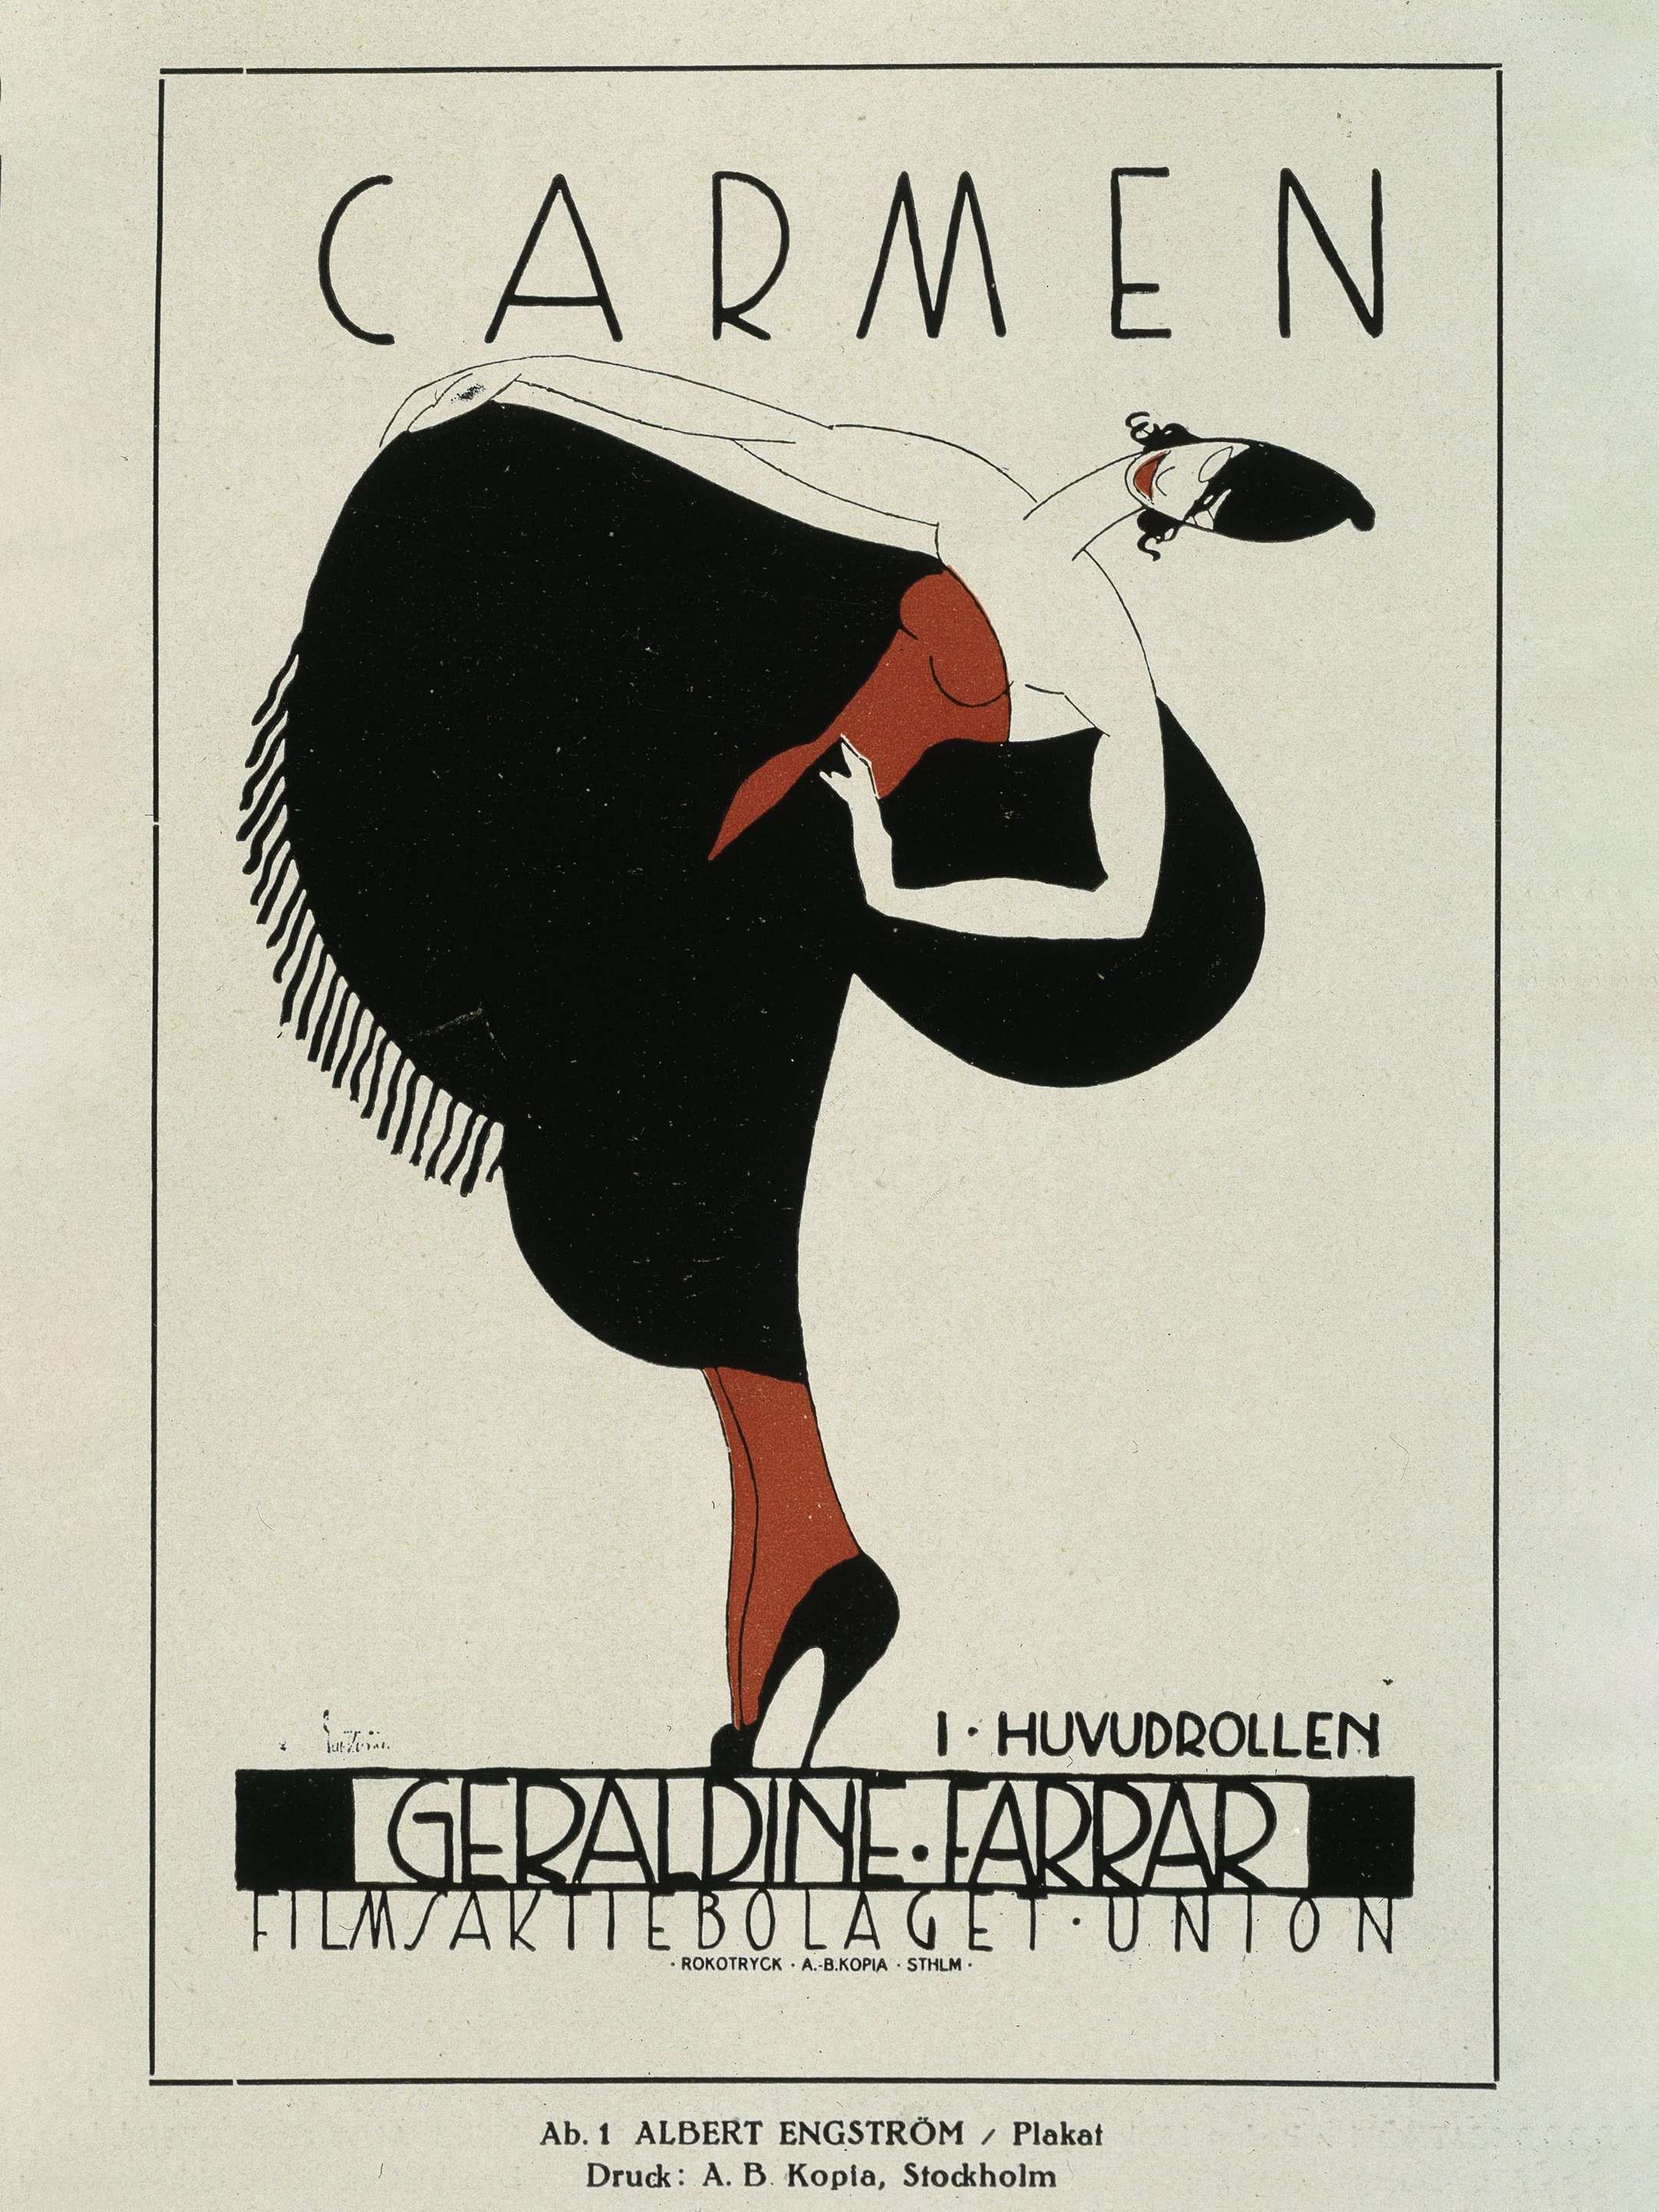 CARMEN
I · HUVUDROLLEN
GERALDINE · FARRAR
FILMSAKTIEBOLAGET · UNION
· ROKOTRYCK · A.-B. KOPIA · STHLM ·
Ab. 1 ALBERT ENGSTRÖM / Plakat
Druck: A. B. Kopia, Stockholm